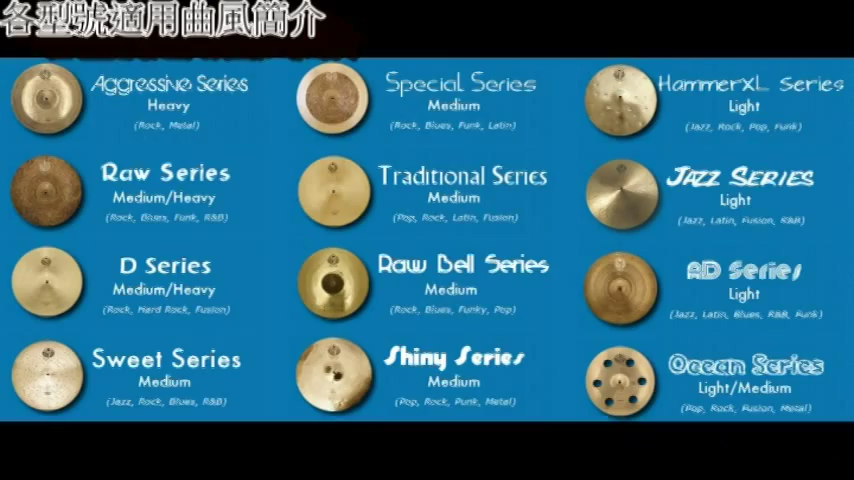 各型號適用曲風簡介
Aggressive Series
Heavy
(Rock, Metal)
Special Series
Medium
(Rock, Blues, Funk, Latin)
HammerXL Series
Light
(Jazz, Rock, Pop, Funk)
Raw Series
Medium/Heavy
(Rock, Blues, Funk, R&B)
Traditional Series
Medium
(Pop, Rock, Latin, Fusion)
Jazz Series
Light
(Jazz, Latin, Fusion, R&B)
D Series
Medium/Heavy
(Rock, Hard Rock, Fusion)
Raw Bell Series
Medium
(Rock, Blues, Funky, Pop)
AD Series
Light
(Jazz, Latin, Blues, R&B, Funk)
Sweet Series
Medium
(Jazz, Rock, Blues, R&B)
Shiny Series
Medium
(Pop, Rock, Punk, Metal)
Ocean Series
Light/Medium
(Pop, Rock, Fusion, Metal)